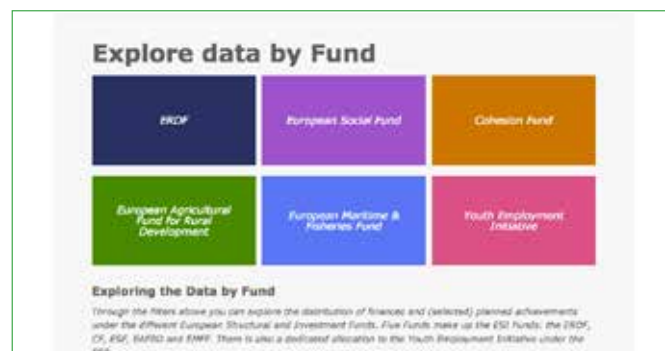 Explore data by Fund
ERDF
European Social Fund
Cohesion Fund
European Agricultural
Fund for Rural
Development
European Maritime &
Fisheries Fund
Youth Employment
Initiative
Exploring the Data by Fund
Through the filters above you can explore the distribution of finances and (selected) planned achievements
under the different European Structural and Investment Funds. Five Funds make up the ESI Funds: the ERDF,
CF, ESF, EAFRD and EMFF. There is also a dedicated allocation to the Youth Employment Initiative under the